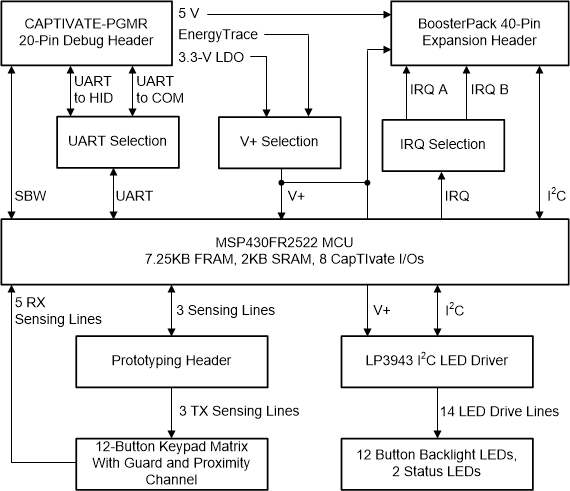 CAPTIVATE-PGMR
20-Pin Debug Header
5 V
EnergyTrace
3.3-V LDO
BoosterPack 40-Pin
Expansion Header
UART
to HID
UART
to COM
IRQ A
IRQ B
UART Selection
V+ Selection
IRQ Selection
SBW
UART
V+
IRQ
I²C
MSP430FR2522 MCU
7.25KB FRAM, 2KB SRAM, 8 CapTIvate I/Os
5 RX
Sensing Lines
3 Sensing Lines
V+
I²C
Prototyping Header
LP3943 I²C LED Driver
3 TX Sensing Lines
14 LED Drive Lines
12-Button Keypad Matrix
With Guard and Proximity
Channel
12 Button Backlight LEDs,
2 Status LEDs